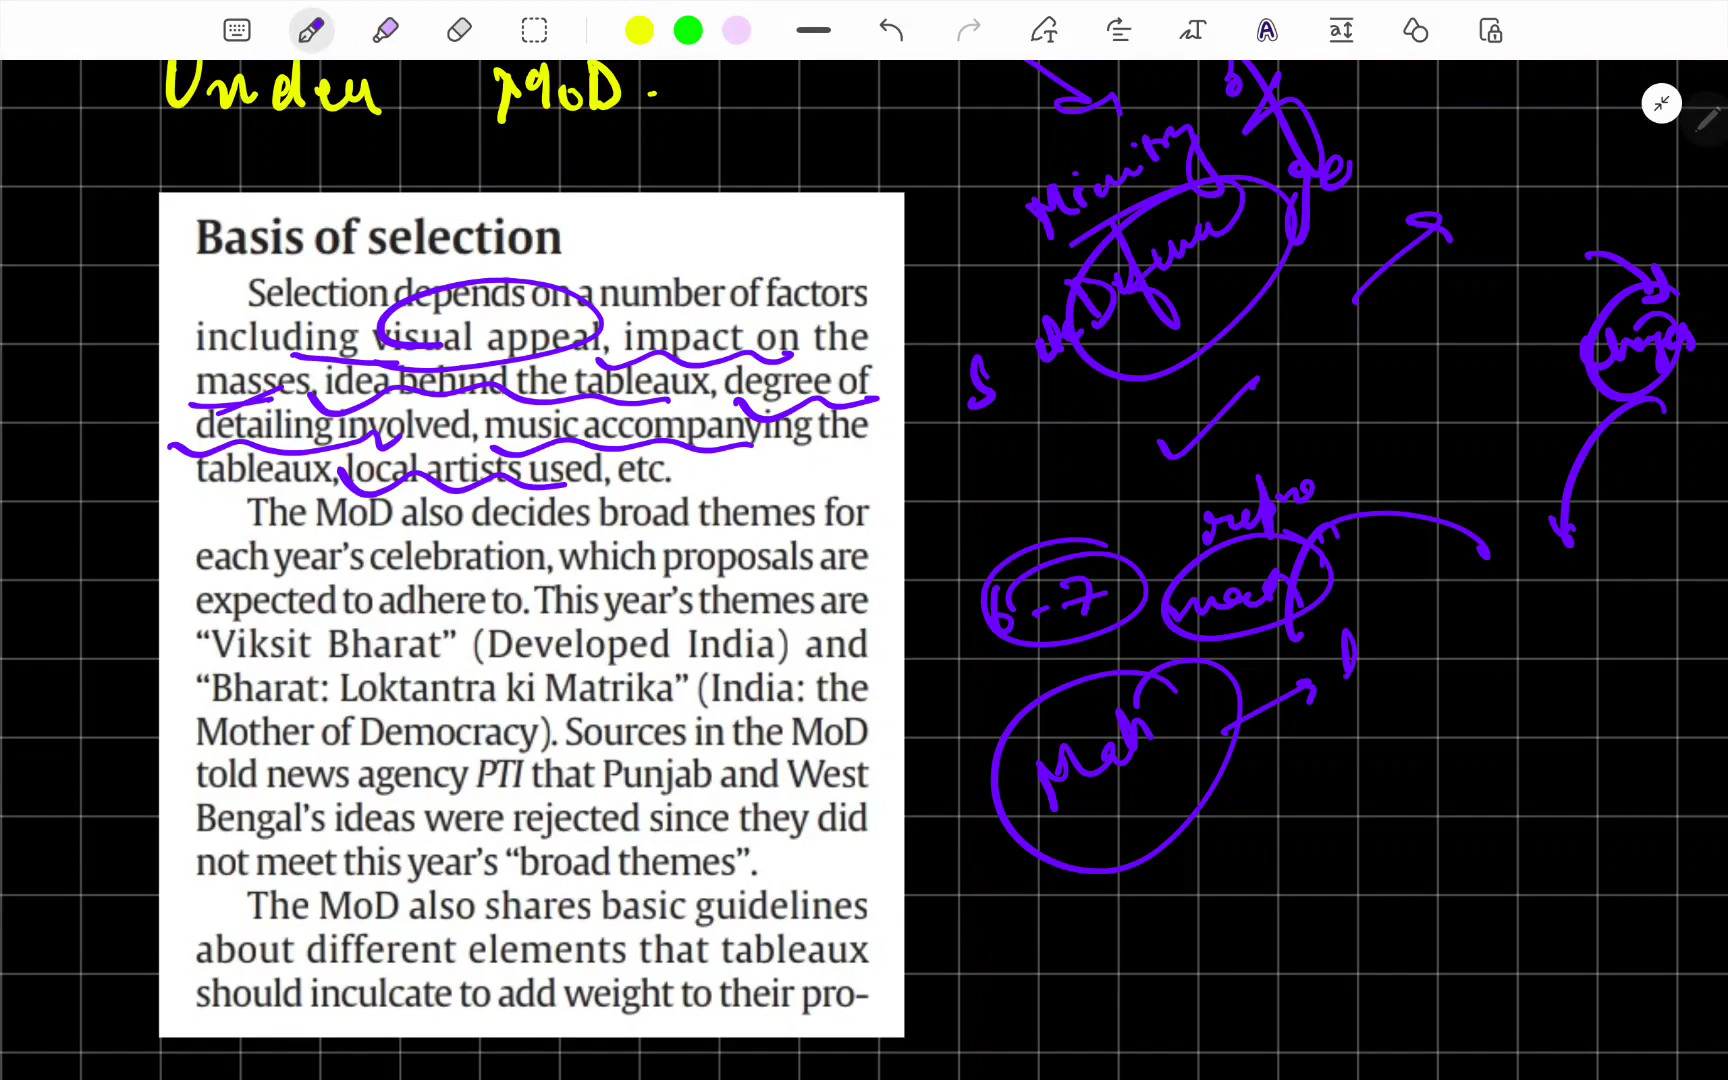 Under MoD.
Basis of selection
Selection depends on a number of factors
including visual appeal, impact on the
masses, idea behind the tableaux, degree of
detailing involved, music accompanying the
tableaux, local artists used, etc.
The MoD also decides broad themes for
each year's celebration, which proposals are
expected to adhere to. This year's themes are
“Viksit Bharat” (Developed India) and
“Bharat: Loktantra ki Matrika” (India: the
Mother of Democracy). Sources in the MoD
told news agency PTI that Punjab and West
Bengal's ideas were rejected since they did
not meet this year's “broad themes”.
The MoD also shares basic guidelines
about different elements that tableaux
should inculcate to add weight to their pro-
Ministry
Defence
S
6-7
D
Mah